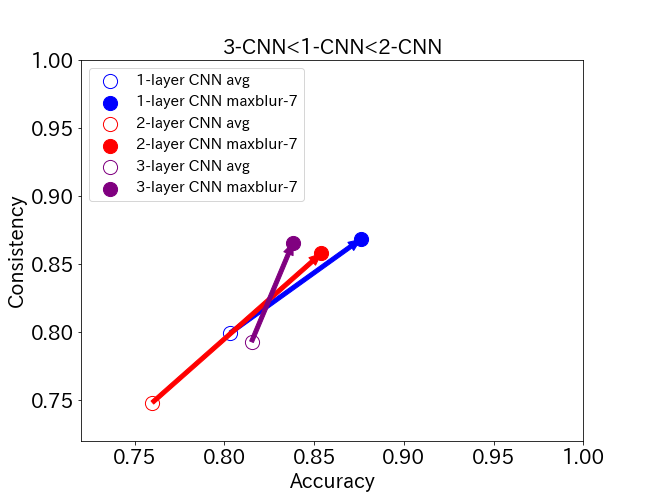 3-CNN<1-CNN<2-CNN
1.00
0.95
0.90
0.85
0.80
0.75
Consistency
1-layer CNN avg
1-layer CNN maxblur-7
2-layer CNN avg
2-layer CNN maxblur-7
3-layer CNN avg
3-layer CNN maxblur-7
0.75 0.80 0.85 0.90 0.95 1.00
Accuracy